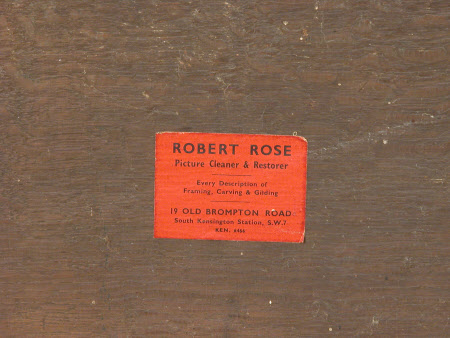 ROBERT ROSE
Picture Cleaner & Restorer
Every Description of
Framing, Carving & Gilding
19 OLD BROMPTON ROAD
South Kensington Station, S.W.7
KEN.